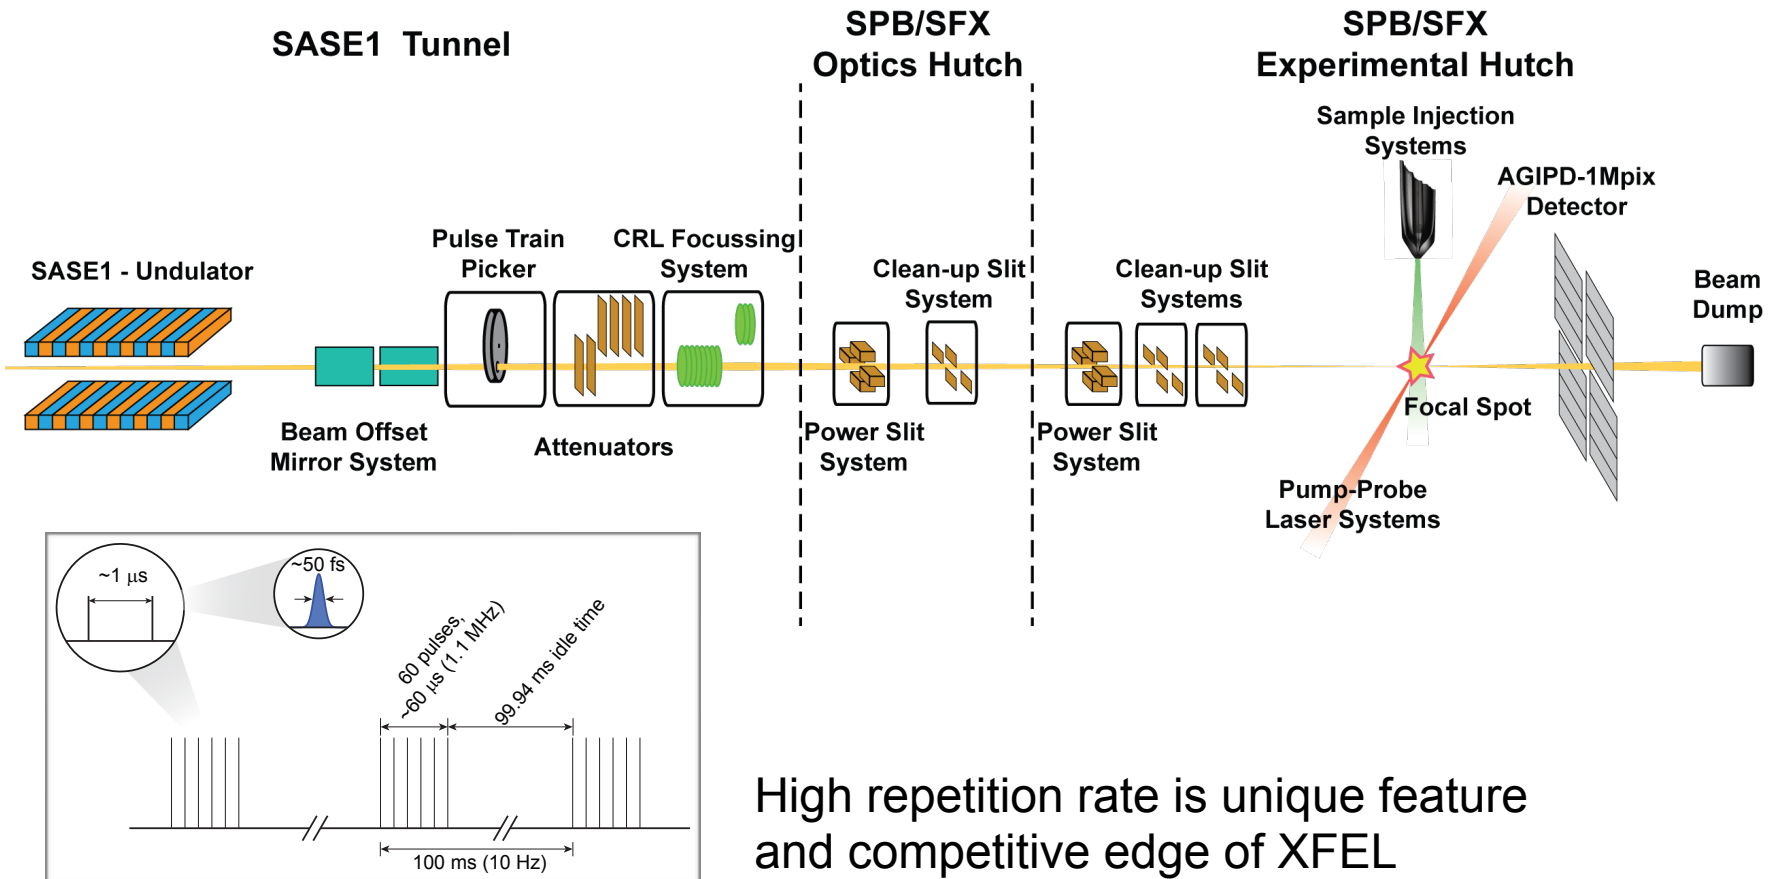 SASE1 Tunnel
SPB/SFX
Optics Hutch
SPB/SFX
Experimental Hutch
Sample Injection
Systems
AGIPD-1Mpix
Detector
Pulse Train
Picker
CRL Focussing
System
SASE1 - Undulator
Clean-up Slit
System
Clean-up Slit
Systems
Beam
Dump
Beam Offset
Mirror System
Attenuators
Power Slit
System
Power Slit
System
Focal Spot
Pump-Probe
Laser Systems
~1 μs
~50 fs
60 pulses,
~60 μs (1.1 MHz)
99.94 ms idle time
100 ms (10 Hz)
High repetition rate is unique feature
and competitive edge of XFEL